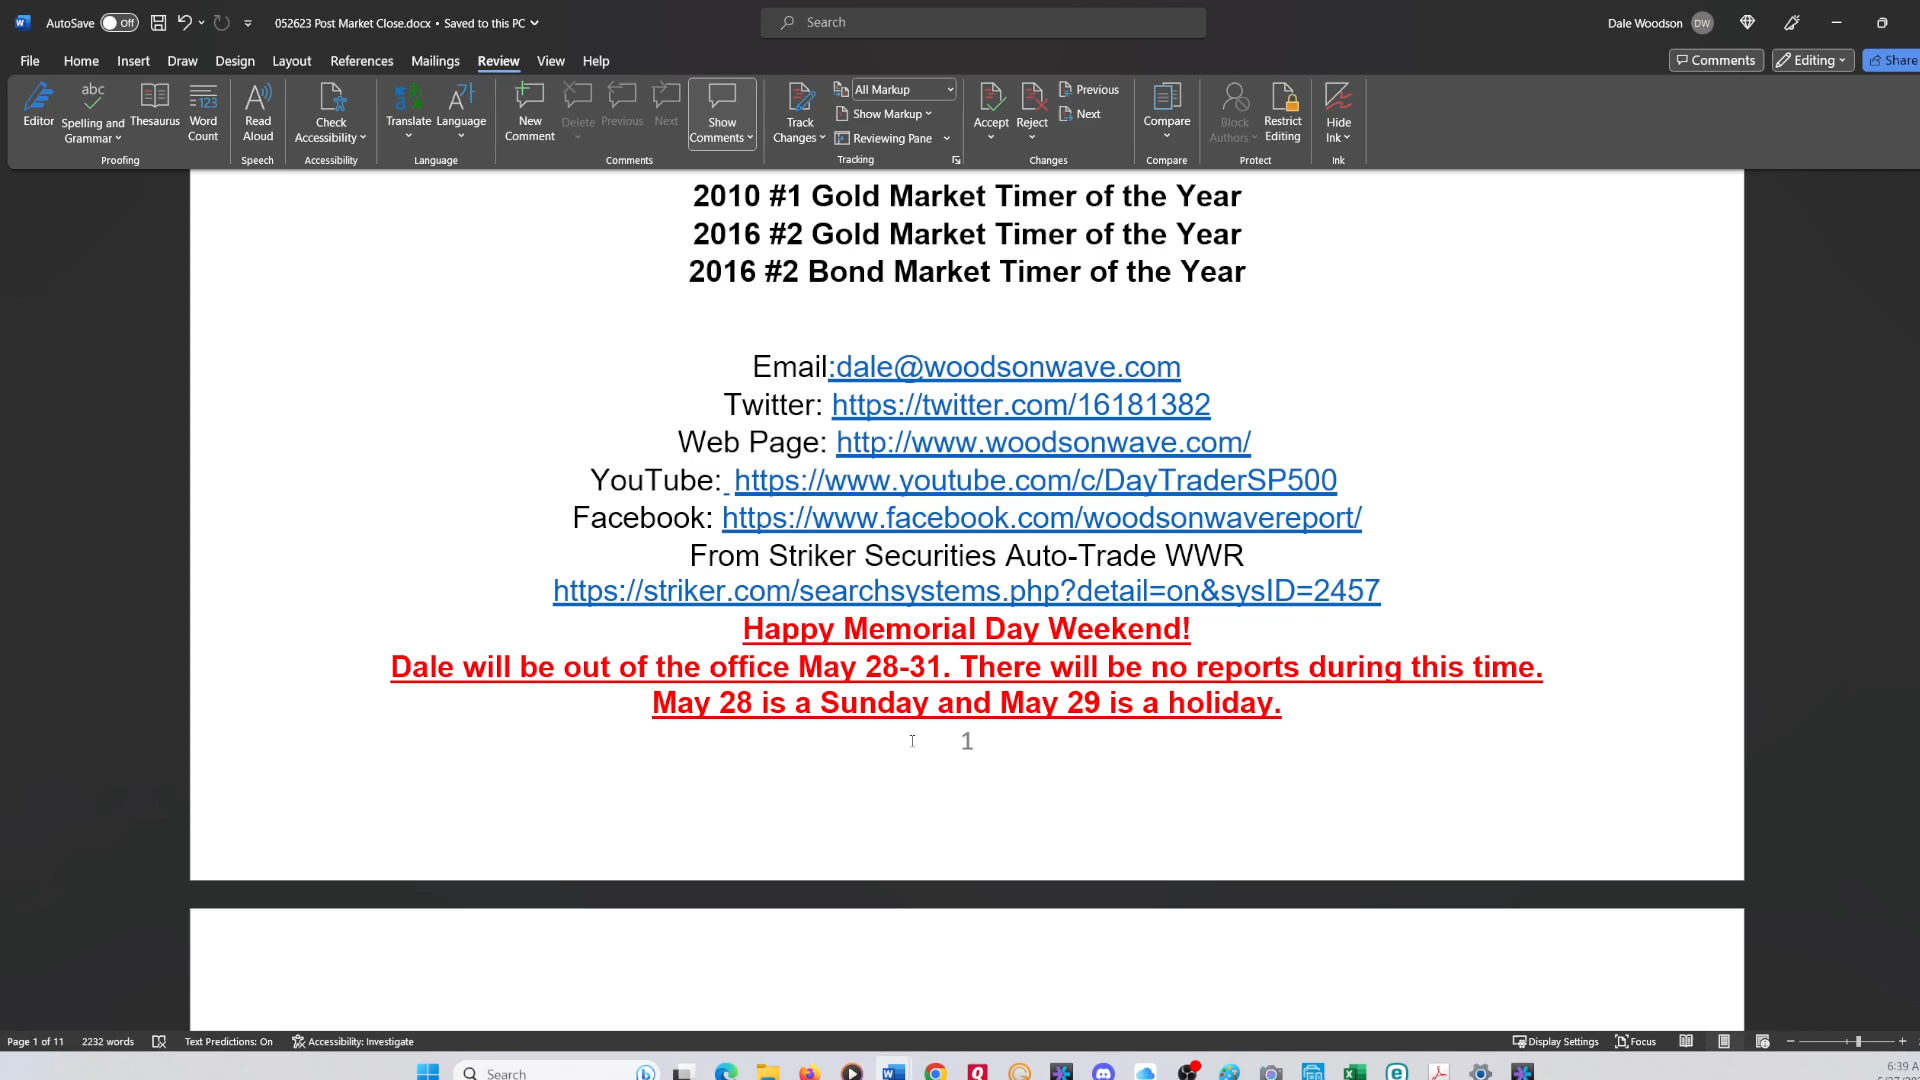 AutoSave Off 052623 Post Market Close.docx • Saved to this PC Search Dale Woodson DW
File Home Insert Draw Design Layout References Mailings Review View Help Comments Editing Share
Editor
abc
Spelling and Grammar
Thesaurus
123
Word Count
Read Aloud
Check Accessibility
Translate
Language
New Comment
Delete
Previous
Next
Show Comments
Track Changes
All Markup
Show Markup
Reviewing Pane
Accept
Reject
Previous
Next
Compare
Block Authors
Restrict Editing
Hide Ink
Proofing Speech Accessibility Language Comments Tracking Changes Compare Protect Ink
2010 #1 Gold Market Timer of the Year
2016 #2 Gold Market Timer of the Year
2016 #2 Bond Market Timer of the Year
Email:dale@woodsonwave.com
Twitter: https://twitter.com/16181382
Web Page: http://www.woodsonwave.com/
YouTube: https://www.youtube.com/c/DayTraderSP500
Facebook: https://www.facebook.com/woodsonwavereport/
From Striker Securities Auto-Trade WWR
https://striker.com/searchsystems.php?detail=on&sysID=2457
Happy Memorial Day Weekend!
Dale will be out of the office May 28-31. There will be no reports during this time.
May 28 is a Sunday and May 29 is a holiday.
1
Page 1 of 11 2232 words Text Predictions: On Accessibility: Investigate Display Settings Focus
Search
6:39 A